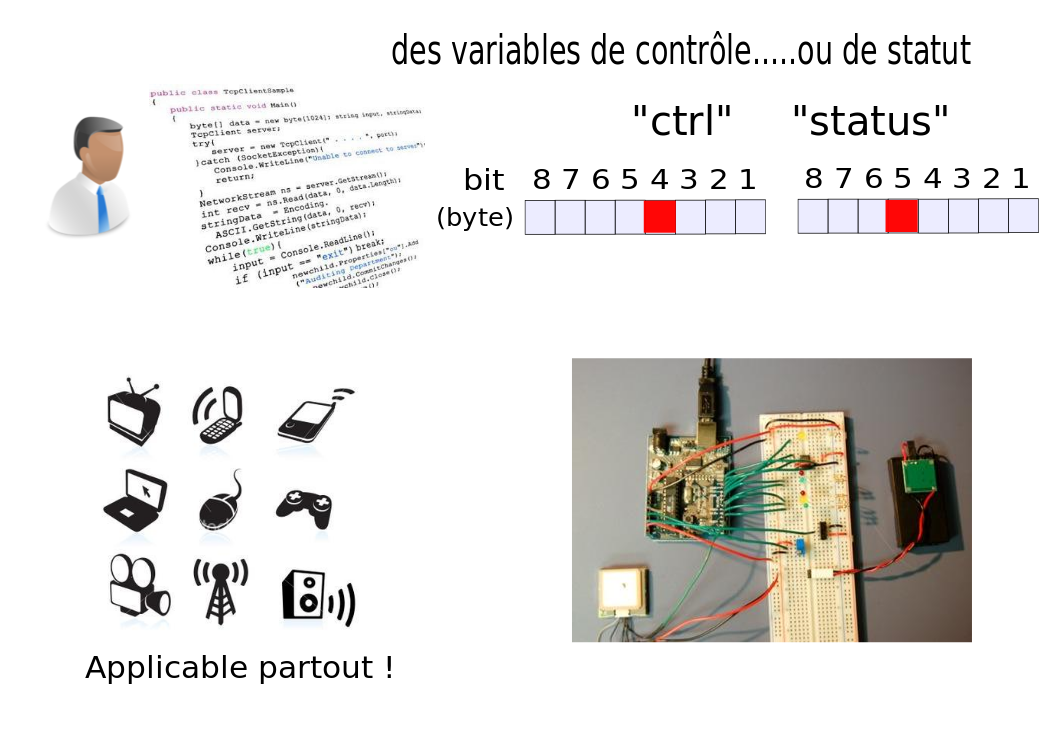 des variables de contrôle.....ou de statut
"ctrl" "status"
bit 8 7 6 5 4 3 2 1 8 7 6 5 4 3 2 1
(byte)
public class TcpClientSample
{
public static void Main()
{
byte[] data = new byte[1024]; string input, stringData;
TcpClient server;
try{
server = new TcpClient(" . . . . ", port);
}catch (SocketException){
Console.WriteLine("Unable to connect to server")
return;
}
NetworkStream ns = server.GetStream();
int recv = ns.Read(data, 0, data.Length);
stringData = Encoding.
ASCII.GetString(data, 0, recv);
Console.WriteLine(stringData);
while(true){
input = Console.ReadLine();
if (input == "exit") break;
newchild.Properties["ou"].Add
("Auditing Department");
newchild.CommitChanges();
newchild.Close();
Applicable partout !